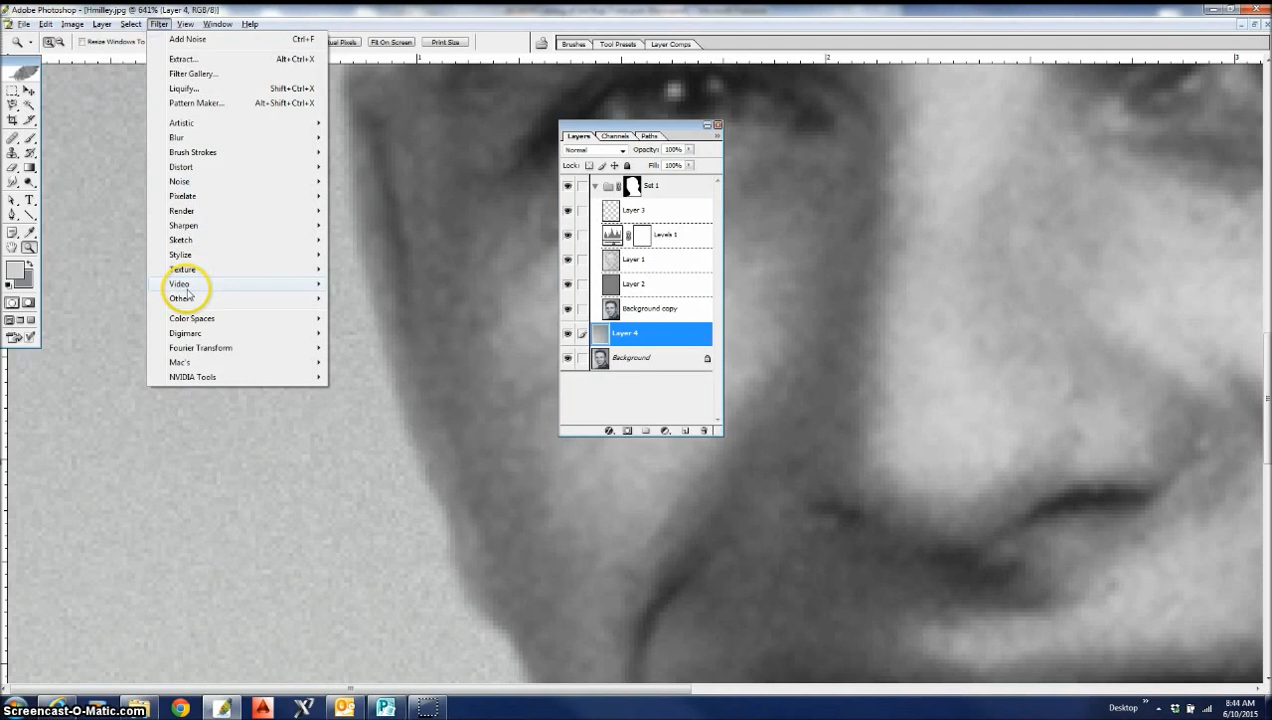 Adobe Photoshop - [Hmilley.jpg @ 641% (Layer 4, RGB/8)]
File Edit Image Layer Select Filter View Window Help
Resize Windows To
Pixels Fit On Screen Print Size
Brushes Tool Presets Layer Comps
Add Noise Ctrl+F
Extract... Alt+Ctrl+X
Filter Gallery...
Liquify... Shift+Ctrl+X
Pattern Maker... Alt+Shift+Ctrl+X
Artistic
Blur
Brush Strokes
Distort
Noise
Pixelate
Render
Sharpen
Sketch
Stylize
Texture
Video
Other
Color Spaces
Digimarc
Fourier Transform
Mac's
NVIDIA Tools
1
2
3
Layers Channels Paths
Normal Opacity: 100%
Lock: Fill: 100%
Set 1
Layer 3
Levels 1
Layer 1
Layer 2
Background copy
Layer 4
Background
Screencast-O-Matic.com
Desktop
8:44 AM
6/10/2015